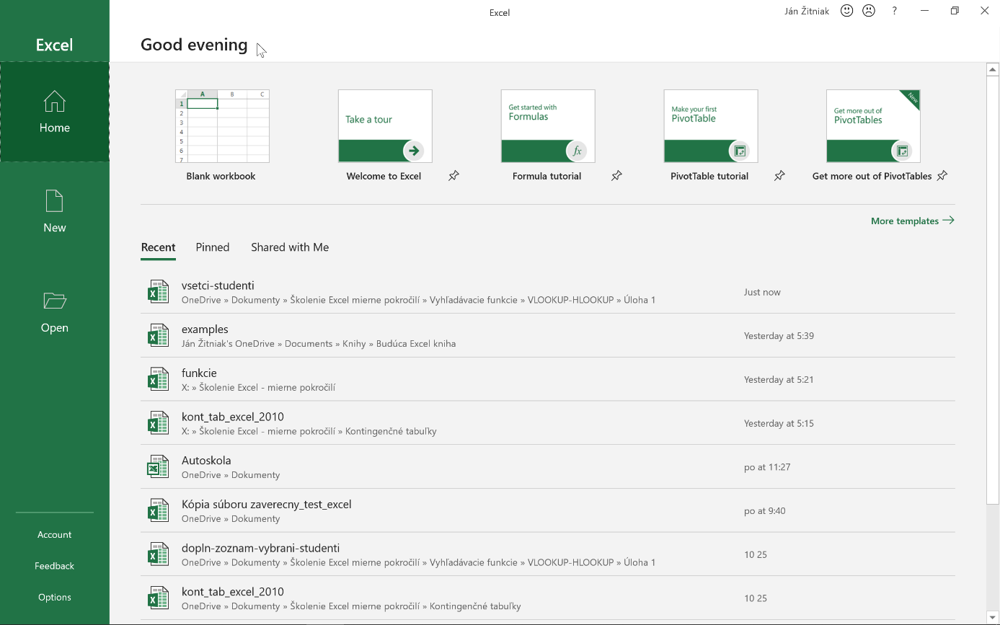 Excel
Ján Žitniak
?
Excel
Good evening
Home
New
Open
Account
Feedback
Options
A B C
1
2
3
4
5
6
7
Blank workbook
Take a tour
Welcome to Excel
Get started with
Formulas
fx
Formula tutorial
Make your first
PivotTable
PivotTable tutorial
New
Get more out of
PivotTables
Get more out of PivotTables
More templates
Recent Pinned Shared with Me
vsetci-studenti
OneDrive » Dokumenty » Školenie Excel mierne pokročilí » Vyhľadávacie funkcie » VLOOKUP-HLOOKUP » Úloha 1
Just now
examples
Ján Žitniak's OneDrive » Documents » Knihy » Budúca Excel kniha
Yesterday at 5:39
funkcie
X: » Školenie Excel - mierne pokročilí
Yesterday at 5:21
kont_tab_excel_2010
X: » Školenie Excel - mierne pokročilí » Kontingenčné tabuľky
Yesterday at 5:15
Autoskola
OneDrive » Dokumenty
po at 11:27
Kópia súboru zaverecny_test_excel
OneDrive » Dokumenty
po at 9:40
dopln-zoznam-vybrani-studenti
OneDrive » Dokumenty » Školenie Excel mierne pokročilí » Vyhľadávacie funkcie » VLOOKUP-HLOOKUP » Úloha 1
10 25
kont_tab_excel_2010
OneDrive » Dokumenty » Školenie Excel mierne pokročilí » Kontingenčné tabuľky
10 25